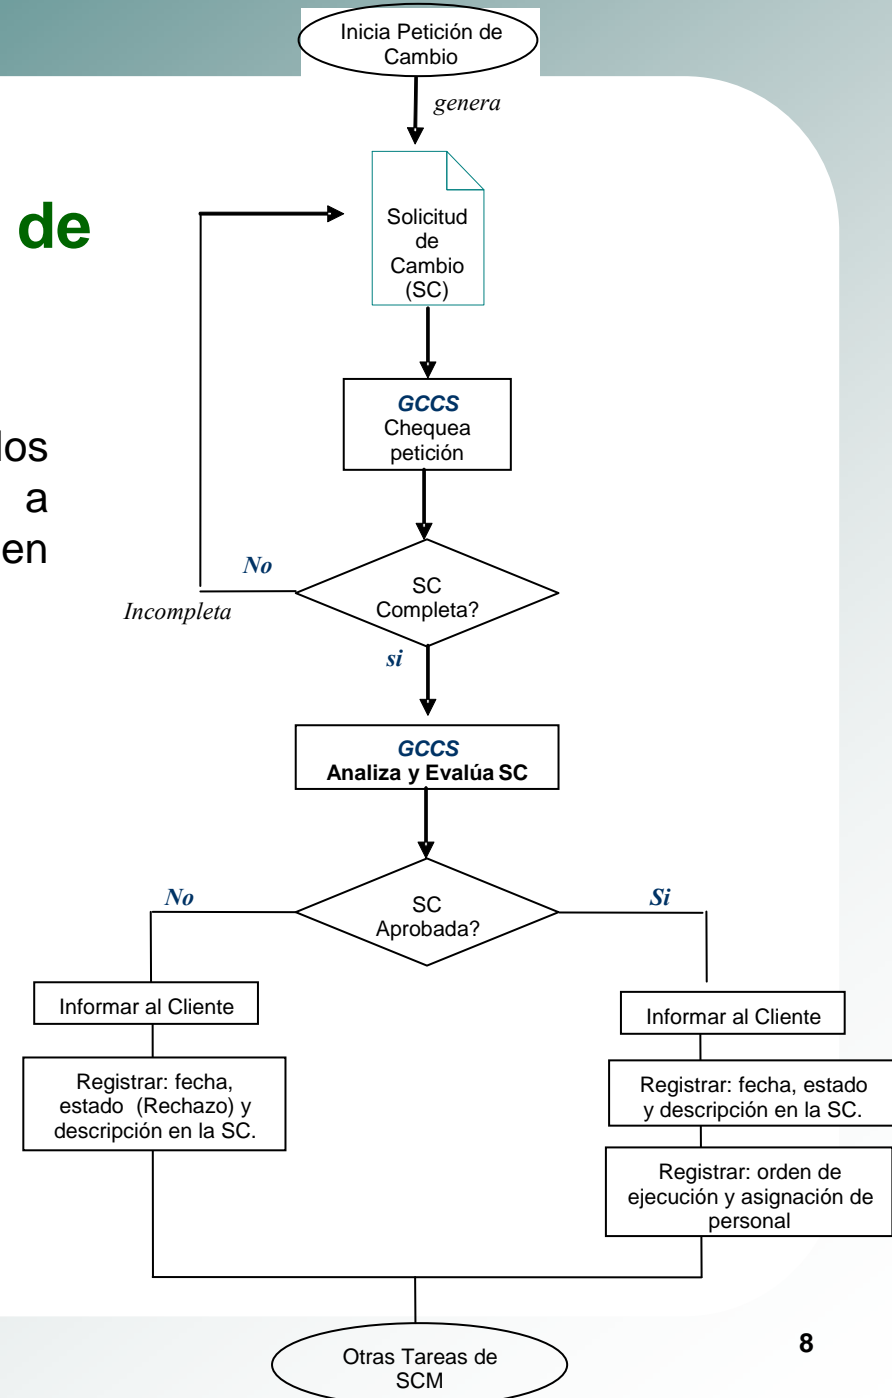 Inicia Petición de
Cambio
genera
de
Solicitud
de
Cambio
(SC)
GCCS
Chequea
petición
los
a
en
No
SC
Completa?
Incompleta
si
GCCS
Analiza y Evalúa SC
No
SC
Aprobada?
Si
Informar al Cliente
Registrar: fecha,
estado (Rechazo) y
descripción en la SC.
Informar al Cliente
Registrar: fecha, estado
y descripción en la SC.
Registrar: orden de
ejecución y asignación de
personal
Otras Tareas de
SCM
8